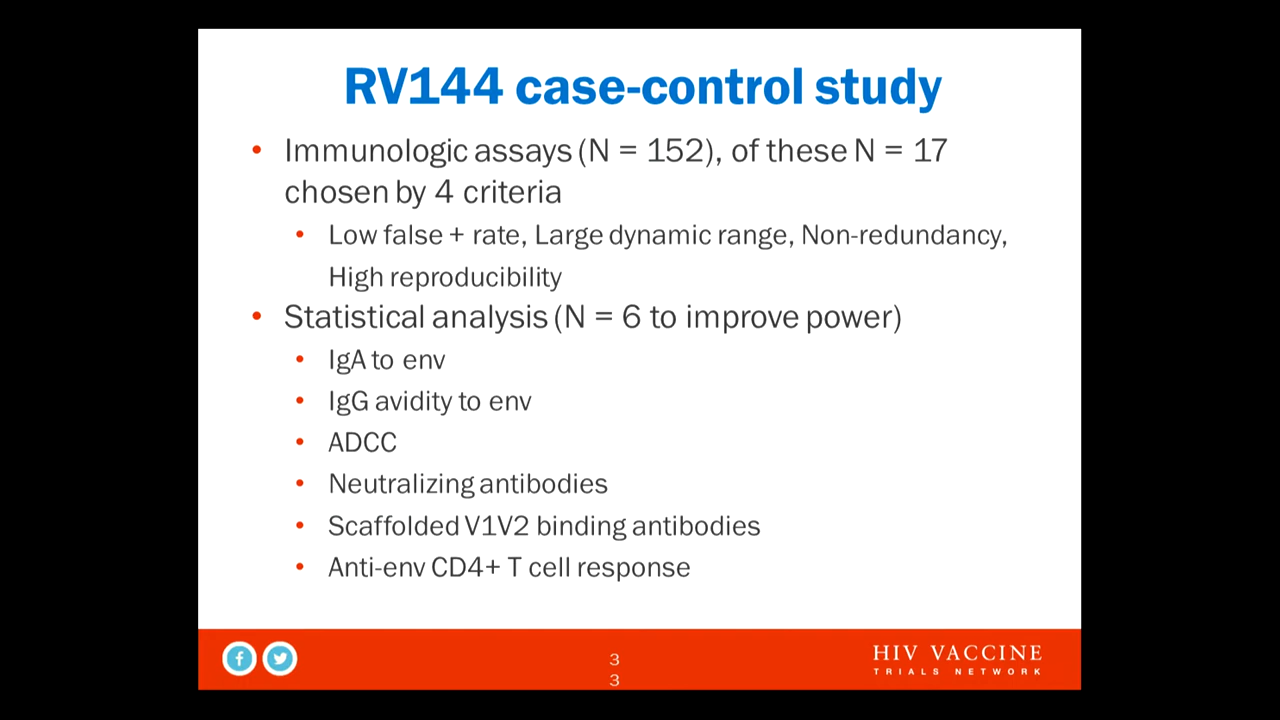 RV144 case-control study
• Immunologic assays (N = 152), of these N = 17
chosen by 4 criteria
• Low false + rate, Large dynamic range, Non-redundancy,
High reproducibility
• Statistical analysis (N = 6 to improve power)
• IgA to env
• IgG avidity to env
• ADCC
• Neutralizing antibodies
• Scaffolded V1V2 binding antibodies
• Anti-env CD4+ T cell response
3
3
HIV VACCINE
TRIALS NETWORK